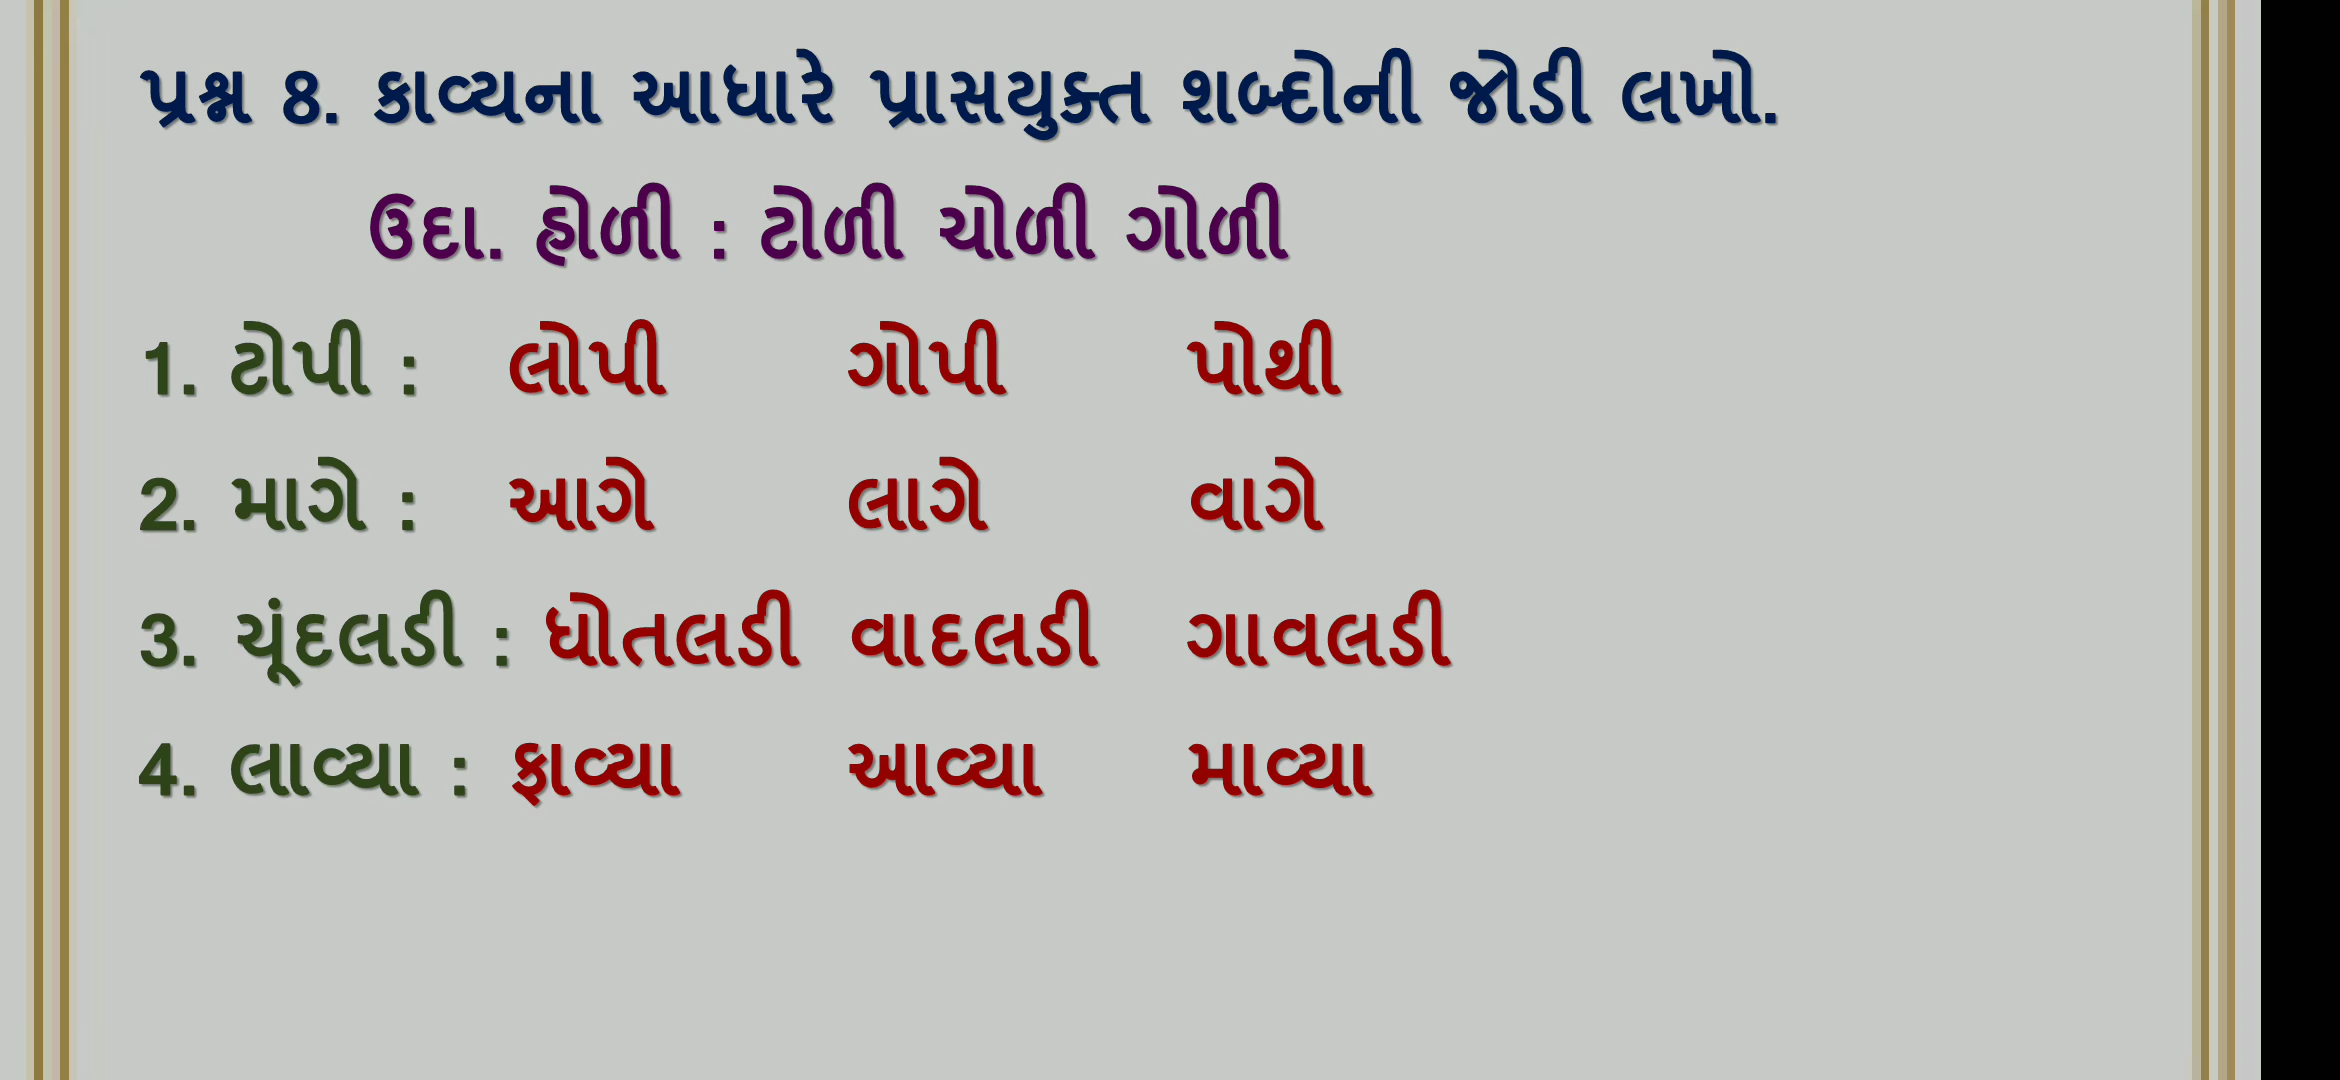 પ્રશ્ન 8. કાવ્યના આધારે પ્રાસયુક્ત શબ્દોની જોડી લખો.
ઉદા. હોળી : ટોળી ચોળી ગોળી
1. ટોપી : લોપી ગોપી પોથી
2. માગે : આગે લાગે વાગે
3. ચૂંદલડી : ધોતલડી વાદલડી ગાવલડી
4. લાવ્યા : ફાવ્યા આવ્યા માવ્યા